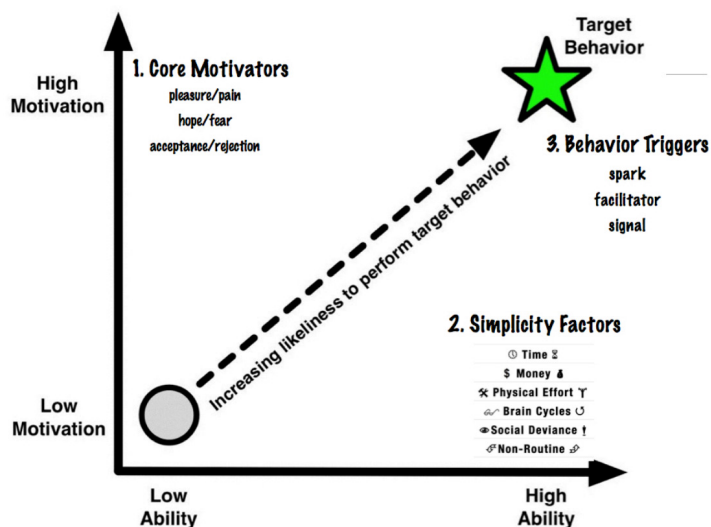 Target
Behavior
High
Motivation
1. Core Motivators
pleasure/pain
hope/fear
acceptance/rejection
3. Behavior Triggers
spark
facilitator
signal
Increasing likeliness to perform target behavior
2. Simplicity Factors
Time
$ Money
Physical Effort
Brain Cycles
Social Deviance
Non-Routine
Low
Motivation
Low
Ability
High
Ability